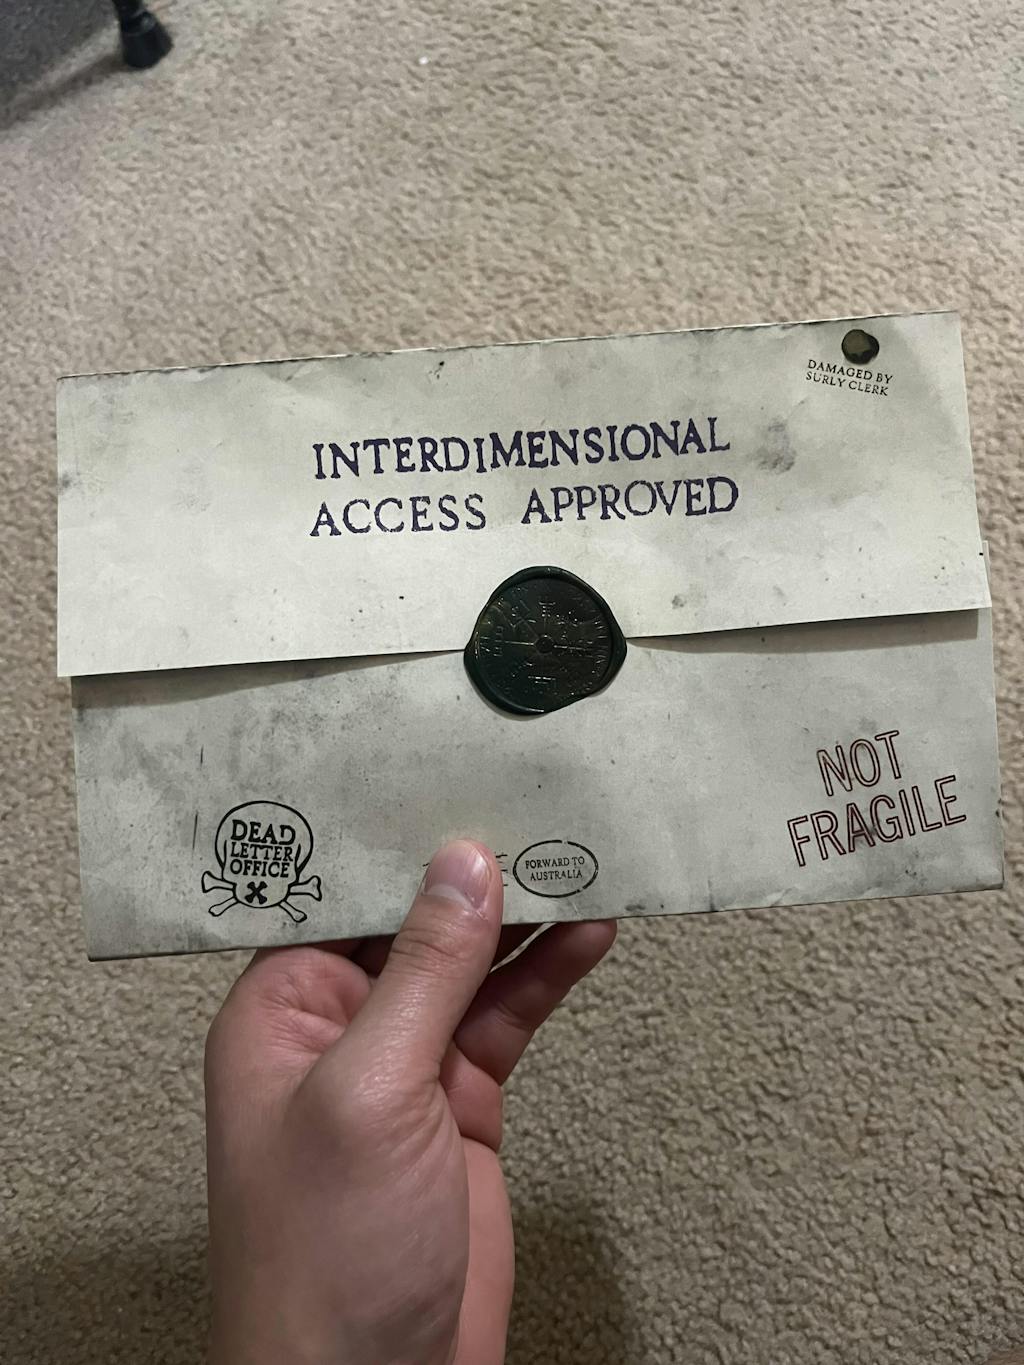 DAMAGED BY
SURLY CLERK
INTERDIMENSIONAL
ACCESS APPROVED
NOT
FRAGILE
DEAD
LETTER
OFFICE
FORWARD TO
AUSTRALIA